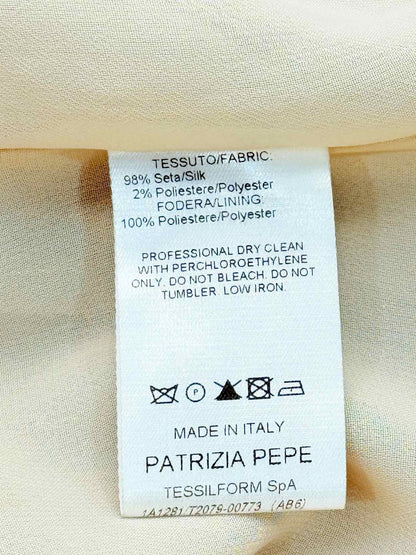 TESSUTO/FABRIC:
98% Seta/Silk
2% Poliestere/Polyester
FODERA/LINING:
100% Poliestere/Polyester
PROFESSIONAL DRY CLEAN
WITH PERCHLOROETHYLENE
ONLY. DO NOT BLEACH. DO NOT
TUMBLER. LOW IRON.
P
MADE IN ITALY
PATRIZIA PEPE
TESSILFORM SpA
1A1281 T2079-00773 (AB6)